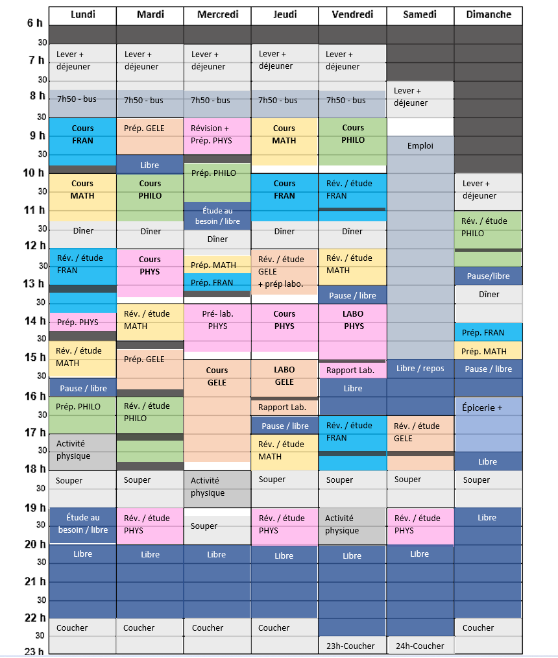 Lundi Mardi Mercredi Jeudi Vendredi Samedi Dimanche
6 h
30
Lever + Lever + Lever + Lever + Lever +
7 h déjeuner déjeuner déjeuner déjeuner déjeuner
30
Lever +
8 h 7h50 - bus 7h50 - bus 7h50 - bus 7h50 - bus 7h50 - bus déjeuner
30
Cours Prép. GELE Révision + Cours Cours
9 h FRAN Prép. PHYS MATH PHILO Emploi
30
Libre Prép. PHILO
10 h
Cours Cours Cours Rév. / étude Lever +
30 MATH PHILO FRAN FRAN déjeuner
11 h Étude au
besoin / libre Rév. / étude
30 Dîner Dîner Dîner Dîner Dîner PHILO
12 h
Rév. / étude Cours Prép. MATH Rév. / étude Rév. / étude
30 FRAN PHYS GELE MATH Pause/libre
13 h Prép. FRAN + prép labo. Pause / libre Dîner
30
14 h Prép. PHYS Rév. / étude Pré- lab. Cours LABO
MATH PHYS PHYS PHYS Prép. FRAN
30
Rév. / étude Prép. MATH
15 h MATH Prép. GELE Cours LABO Rapport Lab. Libre / repos Pause / libre
GELE GELE
30 Pause / libre Libre
16 h
Prép. PHILO Rév. / étude Rapport Lab. Épicerie +
30 PHILO Pause / libre Rév. / étude Rév. / étude
17 h FRAN GELE
Activité Rév. / étude
30 physique MATH Libre
18 h
Souper Souper Activité Souper Souper Souper Souper
30 physique
19 h
Étude au Rév. / étude Souper Rév. / étude Activité Rév. / étude Libre
30 besoin / libre PHYS PHYS physique PHYS
20 h
Libre Libre Libre Libre Libre Libre
30
21 h
30
22 h
Coucher Coucher Coucher Coucher Coucher
30
23 h 23h-Coucher 24h-Coucher